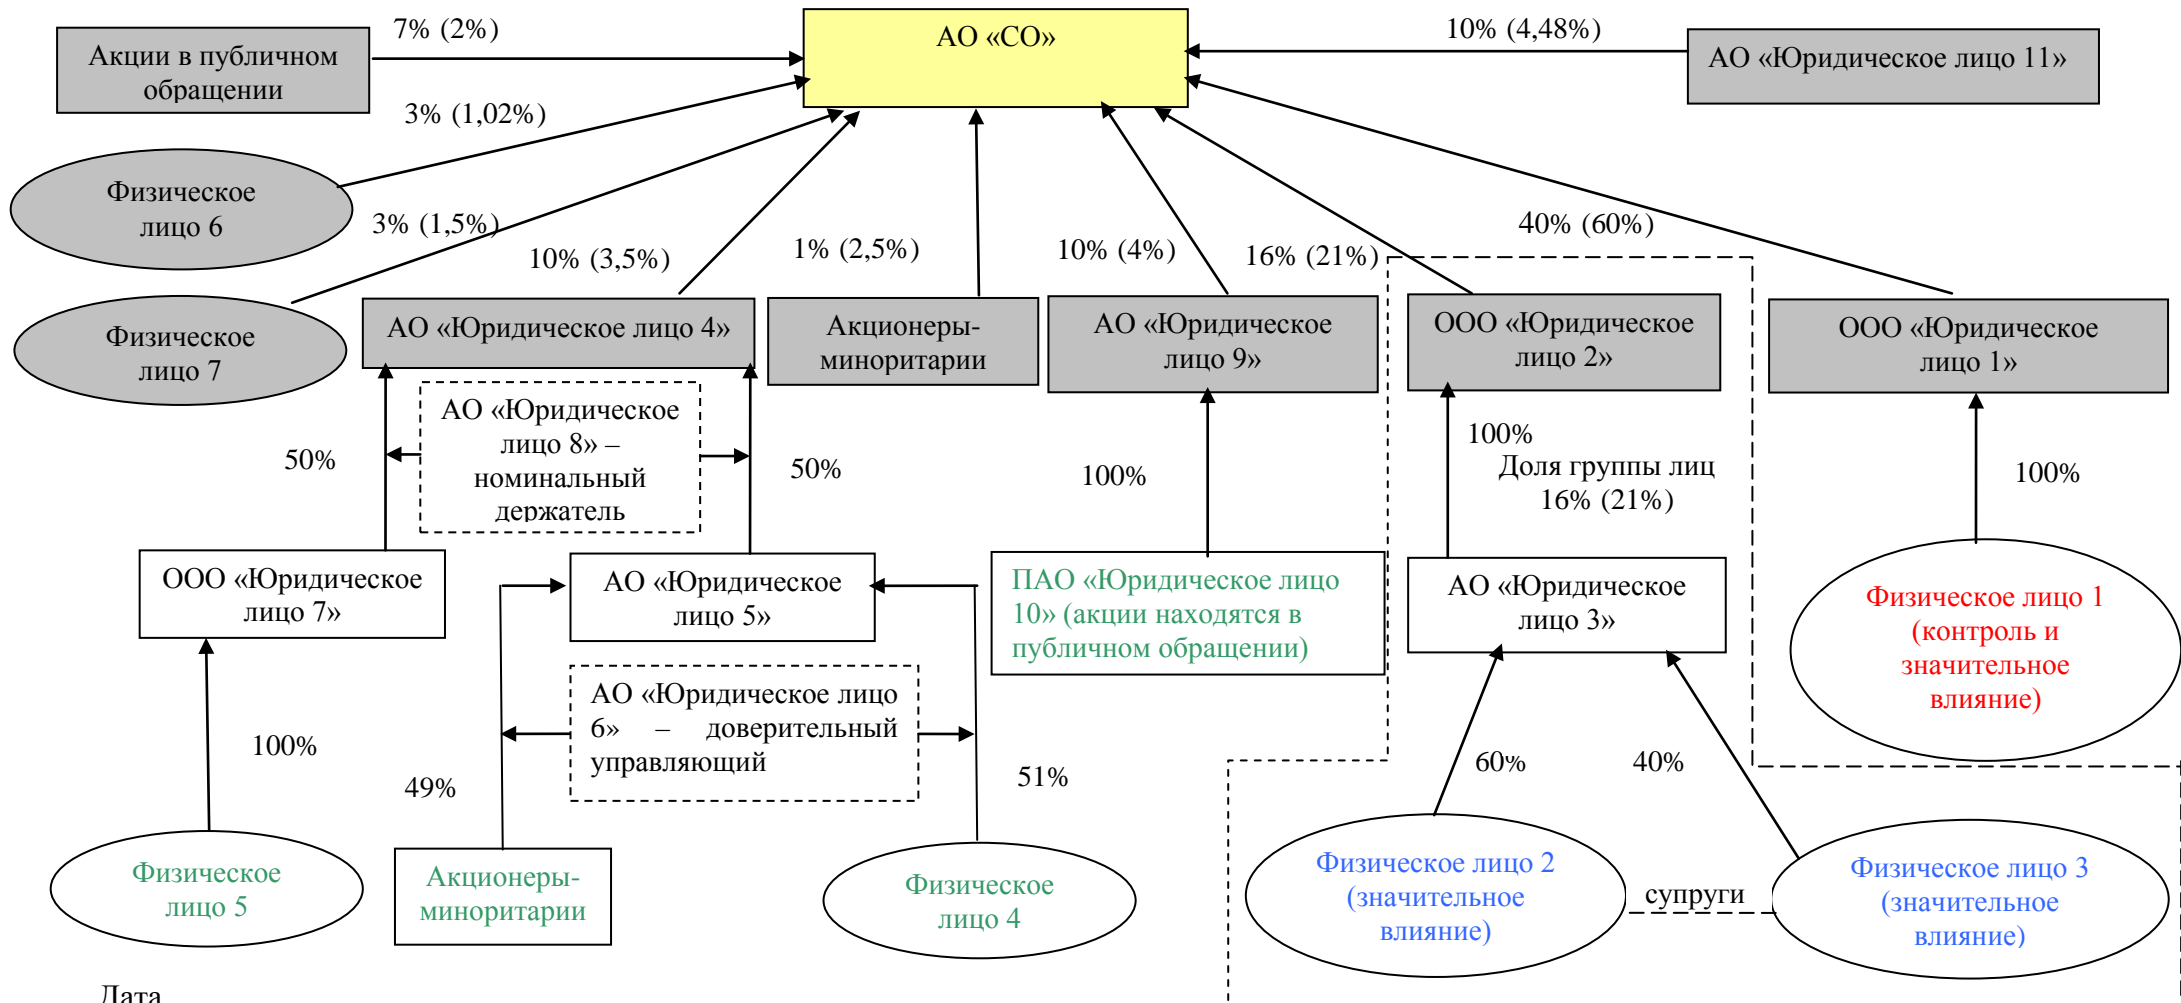 7% (2%)
АО «СО»
10% (4,48%)
Акции в публичном
обращении
АО «Юридическое лицо 11»
3% (1,02%)
Физическое
лицо 6
3% (1,5%)
10% (3,5%)
1% (2,5%)
10% (4%)
16% (21%)
40% (60%)
Физическое
лицо 7
АО «Юридическое лицо 4»
Акционеры-
миноритарии
АО «Юридическое
лицо 9»
ООО «Юридическое
лицо 2»
ООО «Юридическое
лицо 1»
АО «Юридическое
лицо 8» –
номинальный
держатель
50%
50%
100%
100%
Доля группы лиц
16% (21%)
100%
ООО «Юридическое
лицо 7»
АО «Юридическое
лицо 5»
ПАО «Юридическое лицо
10» (акции находятся в
публичном обращении)
АО «Юридическое
лицо 3»
Физическое лицо 1
(контроль и
значительное
влияние)
АО «Юридическое лицо
6» – доверительный
управляющий
100%
49%
51%
60%
40%
Физическое
лицо 5
Акционеры-
миноритарии
Физическое
лицо 4
Физическое лицо 2
(значительное
влияние)
супруги
Физическое лицо 3
(значительное
влияние)
Дата